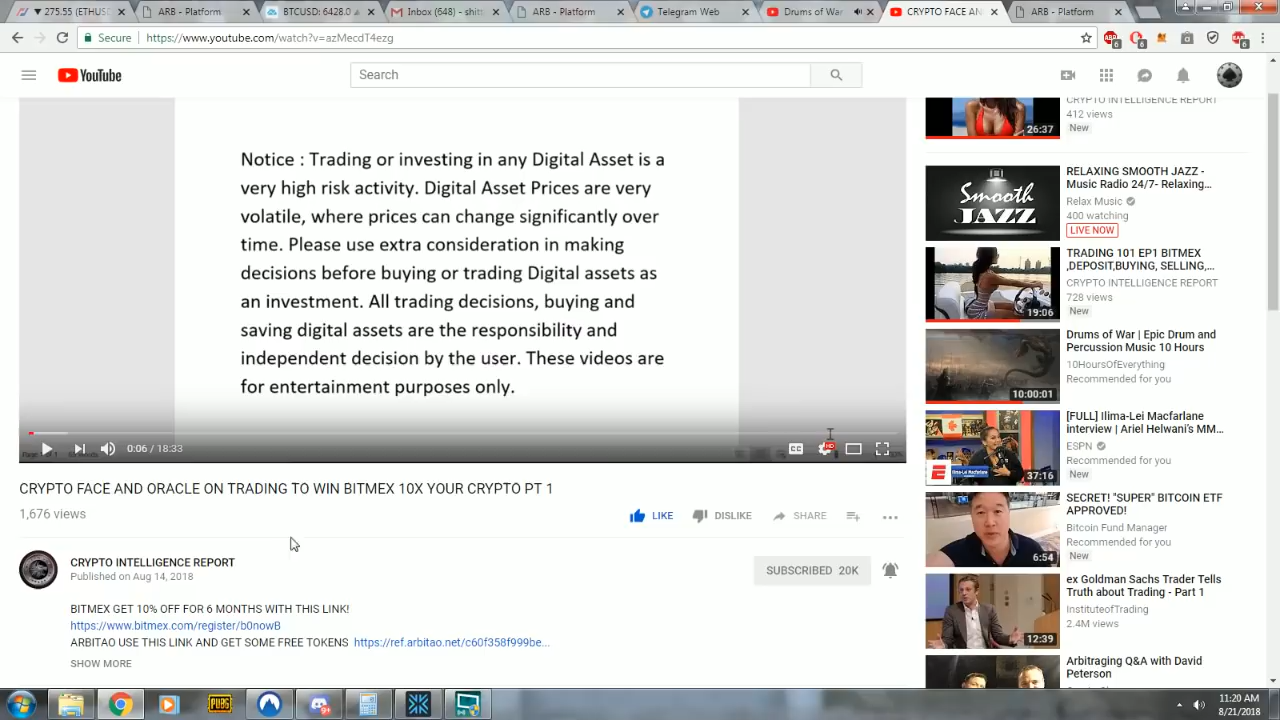 275.55 (ETHUS
ARB - Platform
BTCUSD: 6428.0
Inbox (648) - shitt
ARB - Platform
Telegram Web
Drums of War
CRYPTO FACE AN
ARB - Platform
Secure
https://www.youtube.com/watch?v=azMecdT4ezg
6
6
6
YouTube
Search
Notice : Trading or investing in any Digital Asset is a
very high risk activity. Digital Asset Prices are very
volatile, where prices can change significantly over
time. Please use extra consideration in making
decisions before buying or trading Digital assets as
an investment. All trading decisions, buying and
saving digital assets are the responsibility and
independent decision by the user. These videos are
for entertainment purposes only.
0:06 / 18:33
CC
HD
CRYPTO FACE AND ORACLE ON TRADING TO WIN BITMEX 10X YOUR CRYPTO PT
1,676 views
LIKE
DISLIKE
SHARE
CRYPTO INTELLIGENCE REPORT
Published on Aug 14, 2018
SUBSCRIBED 20K
BITMEX GET 10% OFF FOR 6 MONTHS WITH THIS LINK!
https://www.bitmex.com/register/b0nowB
ARBITAO USE THIS LINK AND GET SOME FREE TOKENS https://ref.arbitao.net/c60f358f999be...
SHOW MORE
26:37
CRYPTO INTELLIGENCE REPORT
412 views
New
Smooth
JAZZ
RELAXING SMOOTH JAZZ -
Music Radio 24/7- Relaxing...
Relax Music
400 watching
LIVE NOW
19:06
TRADING 101 EP1 BITMEX
,DEPOSIT,BUYING, SELLING,...
CRYPTO INTELLIGENCE REPORT
728 views
New
10:00:01
Drums of War | Epic Drum and
Percussion Music 10 Hours
10HoursOfEverything
Recommended for you
37:16
[FULL] Ilima-Lei Macfarlane
interview | Ariel Helwani's MM...
ESPN
Recommended for you
New
6:54
SECRET! "SUPER" BITCOIN ETF
APPROVED!
Bitcoin Fund Manager
Recommended for you
New
12:39
ex Goldman Sachs Trader Tells
Truth about Trading - Part 1
InstituteofTrading
2.4M views
Arbitraging Q&A with David
Peterson
PUBG
11:20 AM
8/21/2018